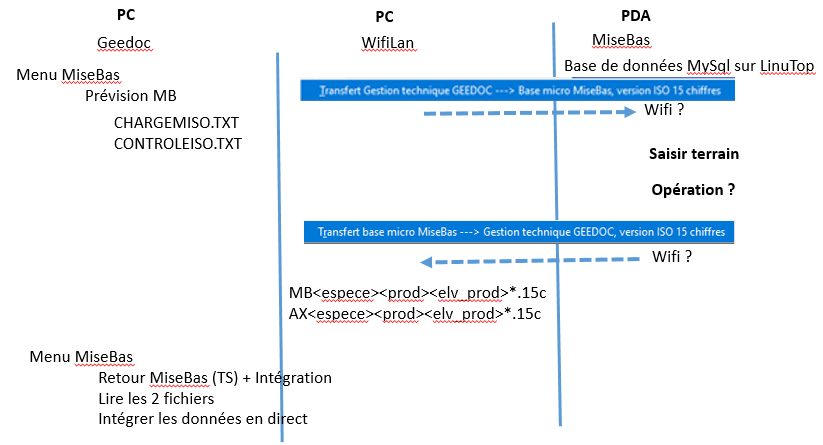 PC
PC
PDA
Geedoc
WifiLan
MiseBas
Base de données MySql sur LinuTop
Menu MiseBas
Prévision MB
Transfert Gestion technique GEEDOC ---> Base micro MiseBas, version ISO 15 chiffres
Wifi ?
CHARGEMISO.TXT
CONTROLEISO.TXT
Saisir terrain
Opération ?
Transfert base micro MiseBas ---> Gestion technique GEEDOC, version ISO 15 chiffres
Wifi ?
MB<espece><prod><elv_prod>*.15c
AX<espece><prod><elv_prod>*.15c
Menu MiseBas
Retour MiseBas (TS) + Intégration
Lire les 2 fichiers
Intégrer les données en direct